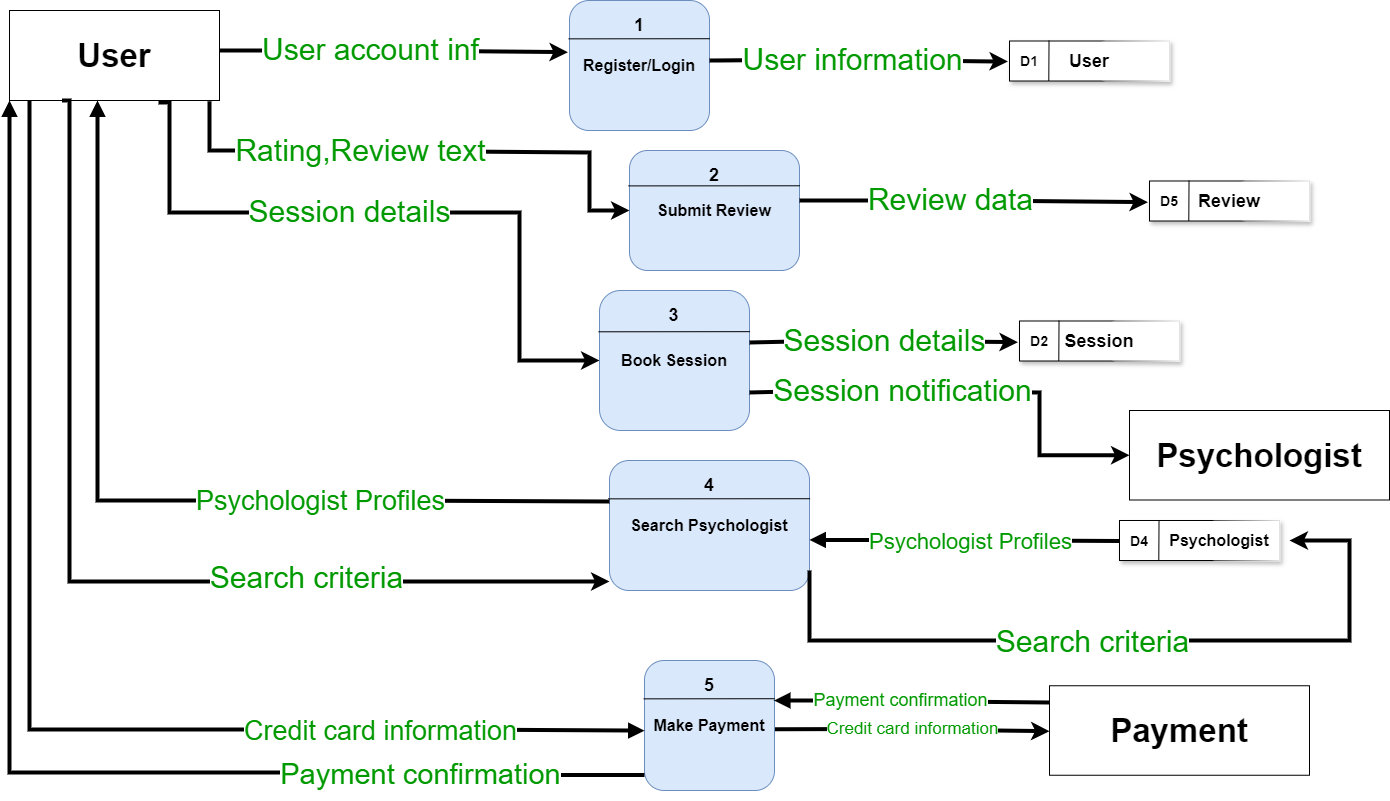 User
User account inf
1
Register/Login
User information
D1
User
Rating,Review text
2
Submit Review
Review data
D5
Review
Session details
3
Book Session
Session details
D2
Session
Session notification
Psychologist
Psychologist Profiles
4
Search Psychologist
Psychologist Profiles
D4
Psychologist
Search criteria
Search criteria
5
Make Payment
Payment confirmation
Credit card information
Payment
Credit card information
Payment confirmation